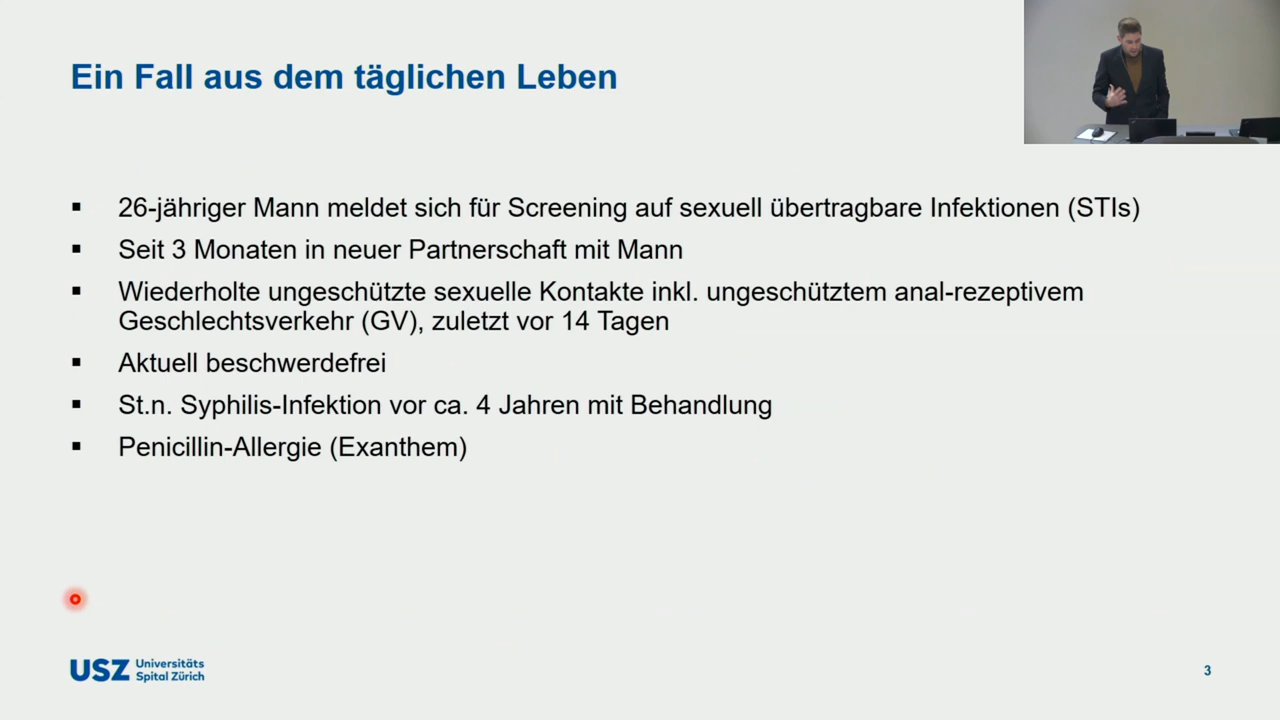 Ein Fall aus dem täglichen Leben
▪ 26-jähriger Mann meldet sich für Screening auf sexuell übertragbare Infektionen (STIs)
▪ Seit 3 Monaten in neuer Partnerschaft mit Mann
▪ Wiederholte ungeschützte sexuelle Kontakte inkl. ungeschütztem anal-rezeptivem
Geschlechtsverkehr (GV), zuletzt vor 14 Tagen
▪ Aktuell beschwerdefrei
▪ St.n. Syphilis-Infektion vor ca. 4 Jahren mit Behandlung
▪ Penicillin-Allergie (Exanthem)
USZ Universitäts
Spital Zürich
3